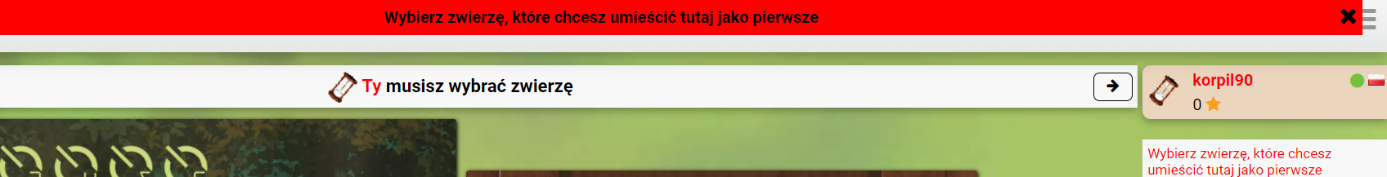 Wybierz zwierzę, które chcesz umieścić tutaj jako pierwsze
Ty musisz wybrać zwierzę
korpil90
0
Wybierz zwierzę, które chcesz
umieścić tutaj jako pierwsze